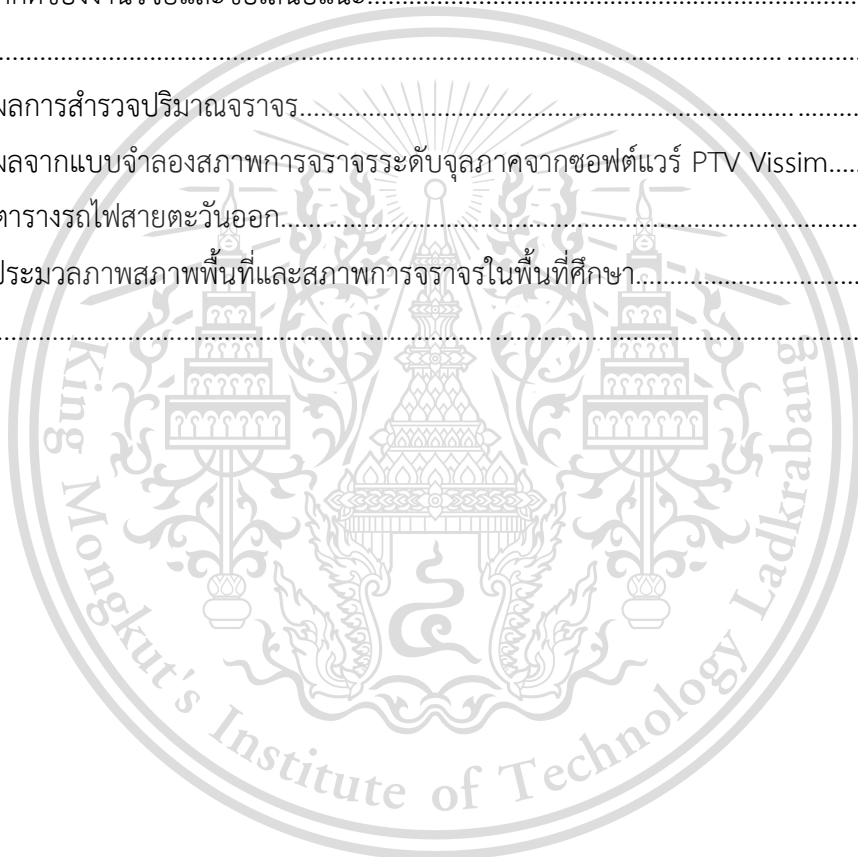 ผลการสำรวจปริมาณจราจร
ผลจากแบบจำลองสภาพการจราจรระดับจุลภาคจากซอฟต์แวร์ PTV Vissim
ตารางรถไฟสายตะวันออก
ประมวลภาพสภาพพื้นที่และสภาพการจราจรในพื้นที่ศึกษา
King Mongkut's Institute of Technology Ladkrabang